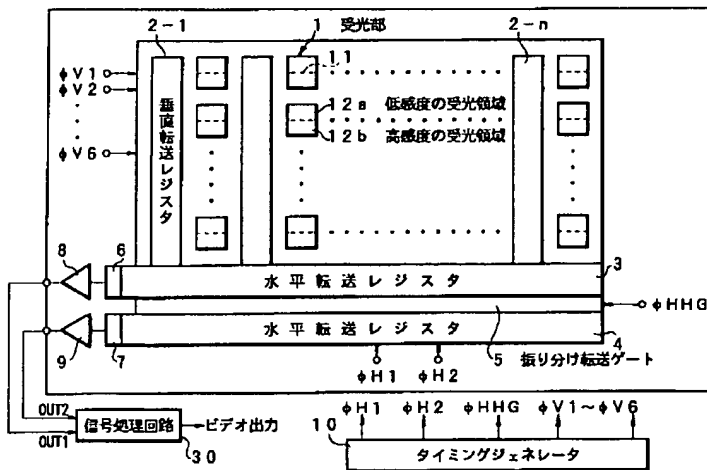 2-1
1 受光部
2-n
11
φV1
φV2
12a 低感度の受光領域
12b 高感度の受光領域
φV6
垂直転送レジスタ
8
6
水平転送レジスタ
3
φHHG
水平転送レジスタ
9
7
5
4
振り分け転送ゲート
φH1
φH2
OUT2
OUT1
信号処理回路
ビデオ出力
30
φH1
φH2
φHHG
φV1~φV6
10
タイミングジェネレータ